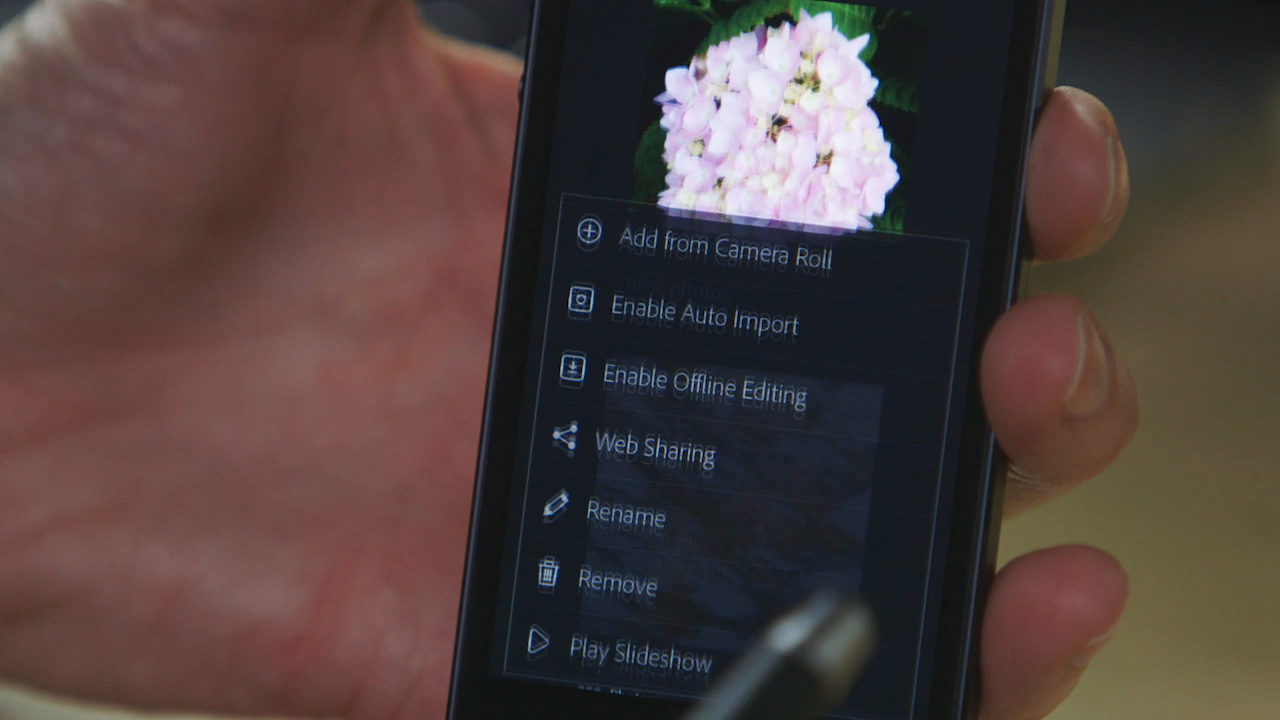 Add from Camera Roll
Enable Auto Import
Enable Offline Editing
Web Sharing
Rename
Remove
Play Slideshow